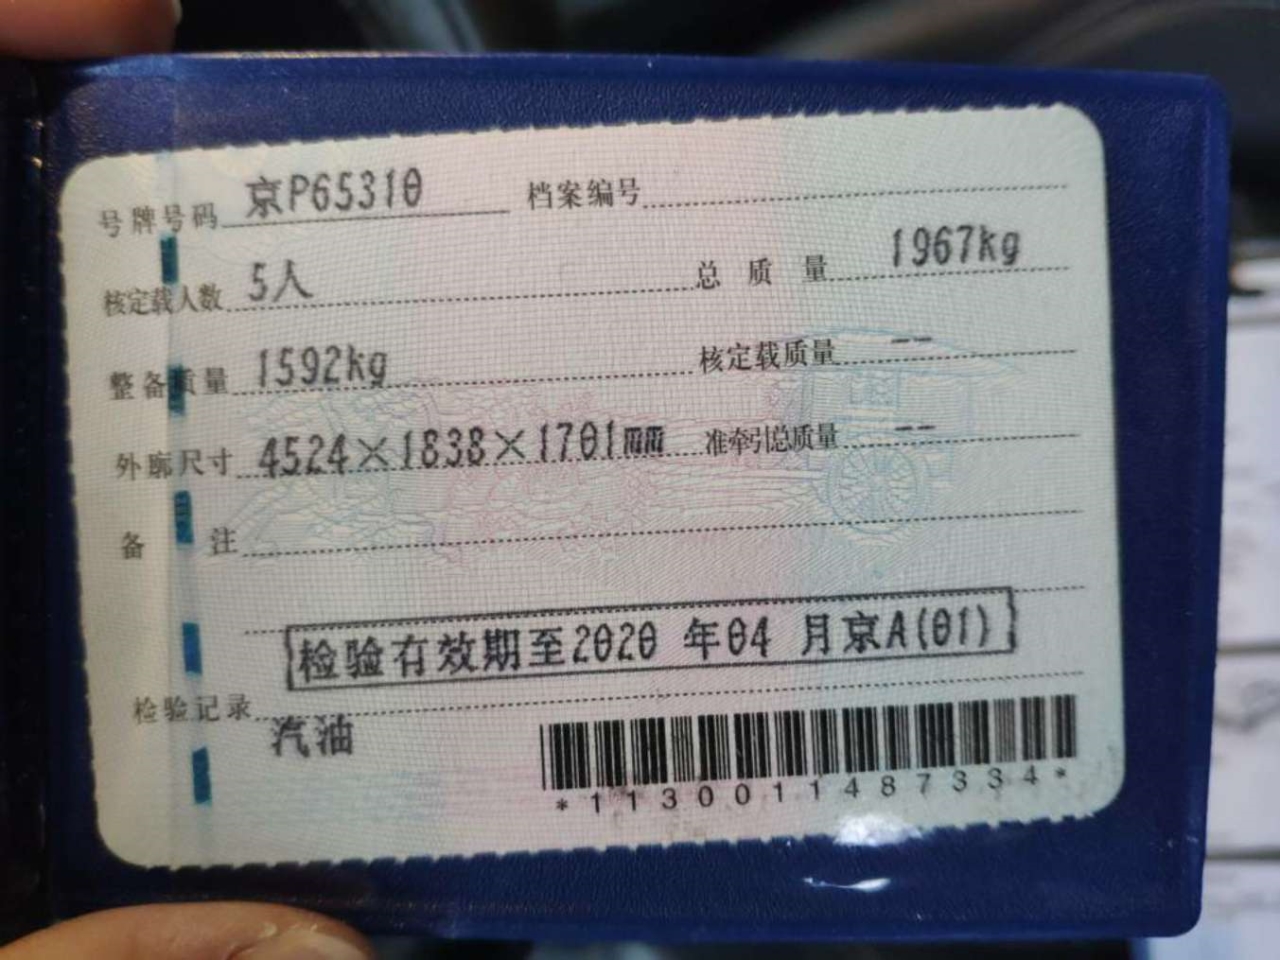 号牌号码 京P65310 档案编号
核定载人数 5人 总质量 1967kg
整备质量 1592kg 核定载质量 --
外廓尺寸 4524×1838×1701mm 准牵引总质量 --
备注
检验有效期至2020 年04 月京A(01)
检验记录
汽油
*1130011487334*